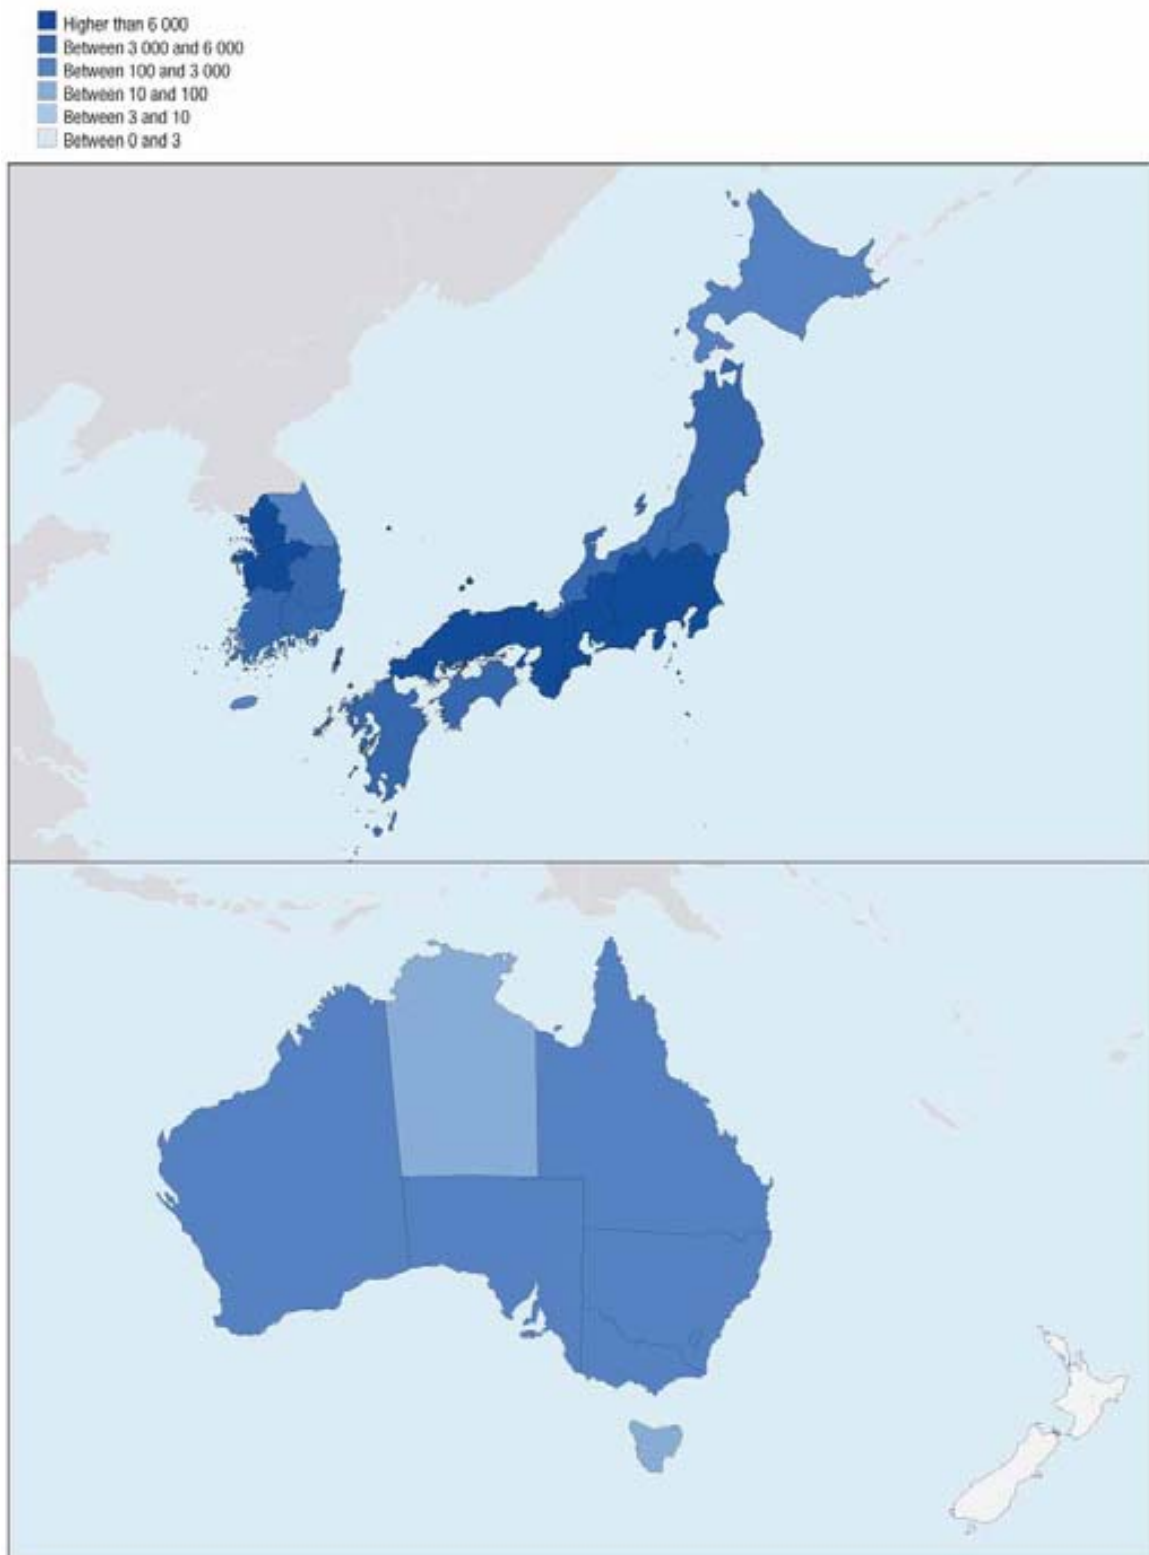 Higher than 6 000
Between 3 000 and 6 000
Between 100 and 3 000
Between 10 and 100
Between 3 and 10
Between 0 and 3